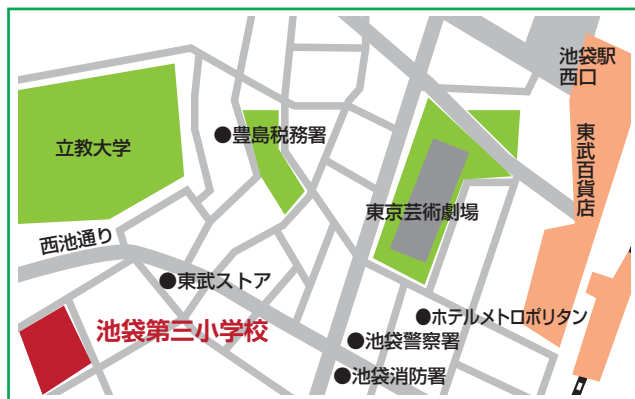 池袋駅
西口
立教大学
●豊島税務署
東武百貨店
東京芸術劇場
西池通り
●東武ストア
池袋第三小学校
●ホテルメトロポリタン
●池袋警察署
●池袋消防署